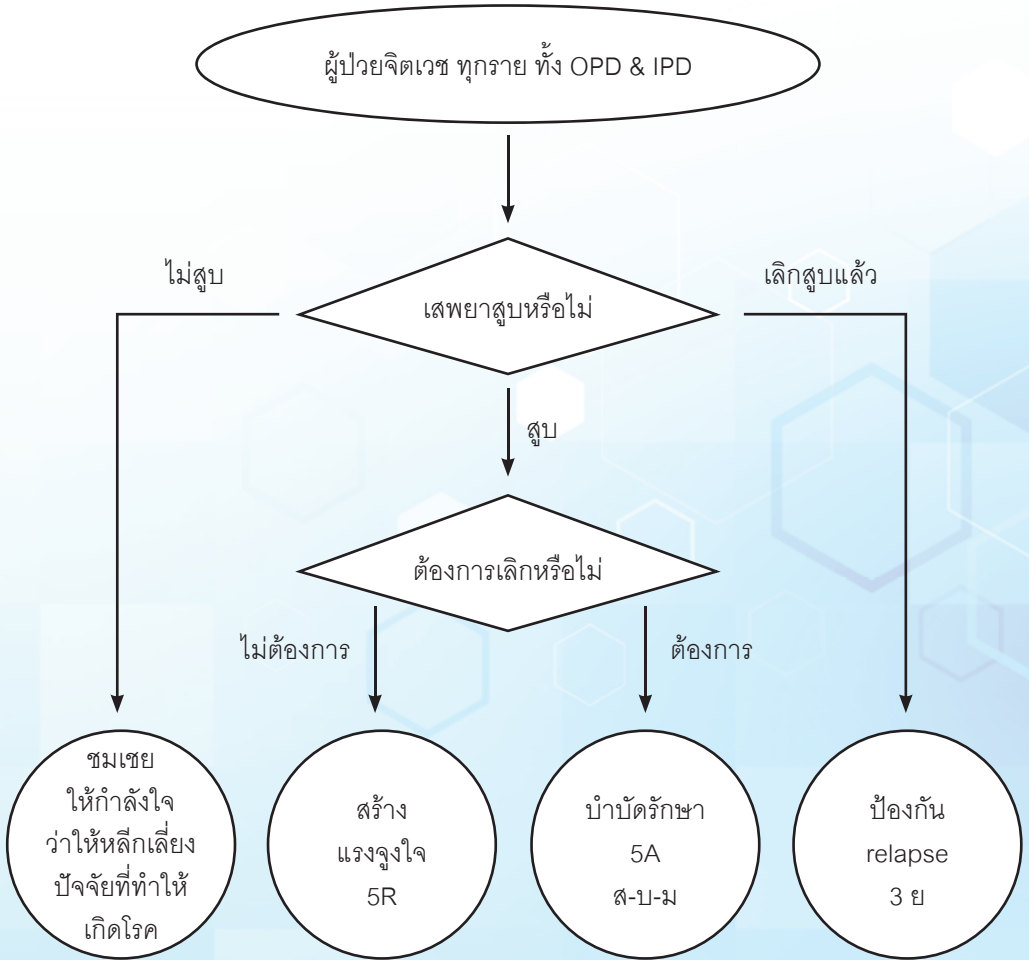 ผู้ป่วยจิตเวช ทุกราย ทั้ง OPD & IPD
ไม่สูบ
เลิกสูบแล้ว
เสพยาสูบหรือไม่
สูบ
ต้องการเลิกหรือไม่
ไม่ต้องการ
ต้องการ
ชมเชย
ให้กำลังใจ
ว่าให้หลีกเลี่ยง
ปัจจัยที่ทำให้
เกิดโรค
สร้าง
แรงจูงใจ
5R
บำบัดรักษา
5A
ส-บ-ม
ป้องกัน
relapse
3 ย